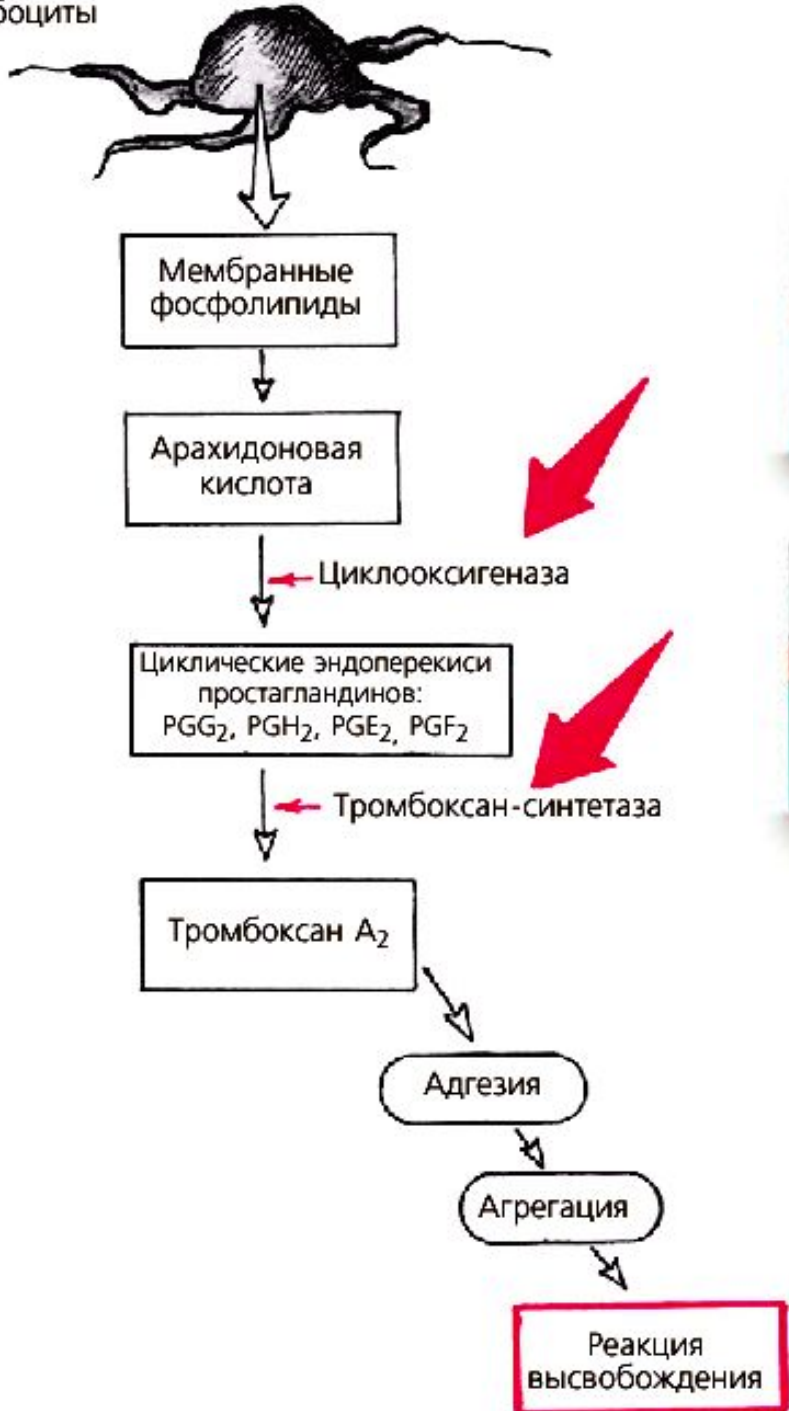 боциты
Мембранные
фосфолипиды
Арахидоновая
кислота
Циклооксигеназа
Циклические эндоперекиси
простагландинов:
PGG₂, PGH₂, PGE₂, PGF₂
Тромбоксан-синтетаза
Тромбоксан А₂
Адгезия
Агрегация
Реакция
высвобождения